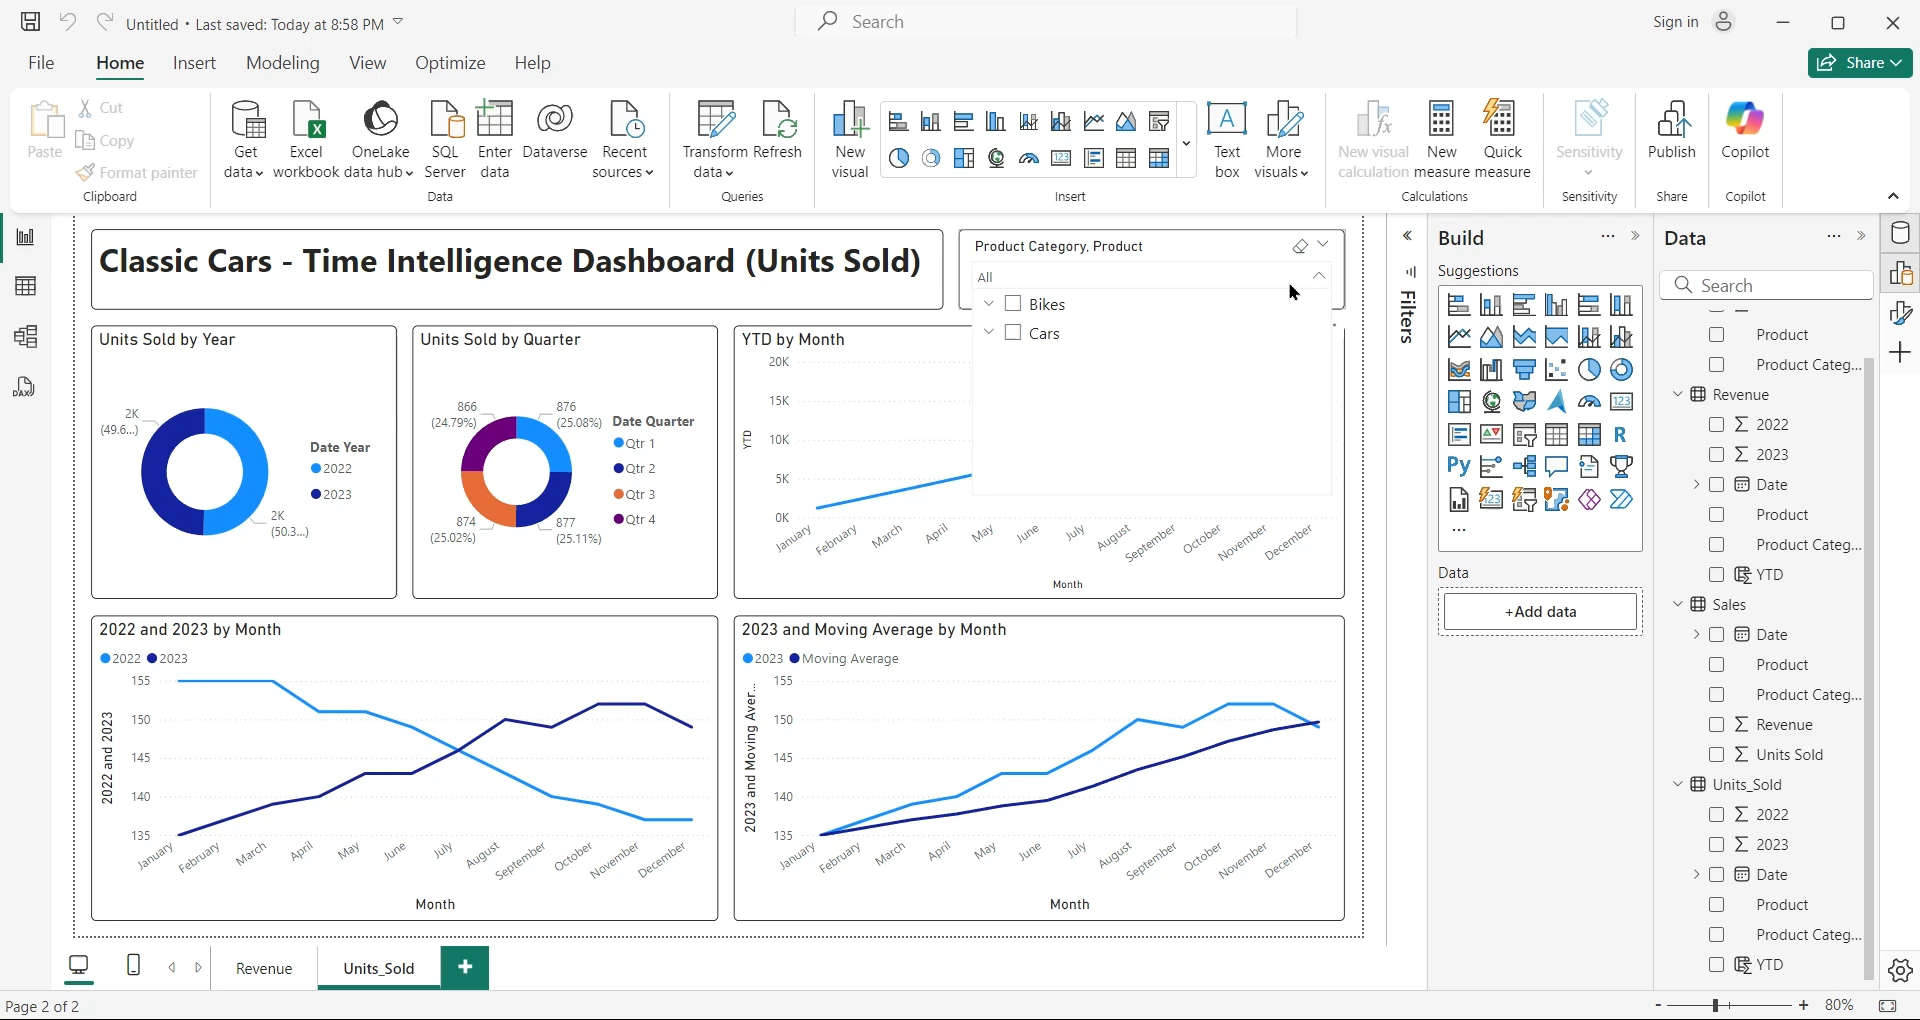 Untitled • Last saved: Today at 8:58 PM
Search
Sign in
File Home Insert Modeling View Optimize Help
Share
Paste
Cut
Copy
Format painter
Clipboard
Get data
Excel workbook
OneLake data hub
SQL Server
Enter data
Dataverse
Recent sources
Data
Transform data
Refresh
Queries
New visual
123
A
Text box
More visuals
Insert
New visual calculation
New measure
Quick measure
Calculations
Sensitivity
Sensitivity
Publish
Share
Copilot
Copilot
DAX
Classic Cars - Time Intelligence Dashboard (Units Sold)
Product Category, Product
All
Bikes
Cars
Units Sold by Year
2K
(49.6...)
2K
(50.3...)
Date Year
2022
2023
Units Sold by Quarter
866
(24.79%)
876
(25.08%)
874
(25.02%)
877
(25.11%)
Date Quarter
Qtr 1
Qtr 2
Qtr 3
Qtr 4
YTD by Month
YTD
20K
15K
10K
5K
0K
January February March April May June July August September October November December
Month
2022 and 2023 by Month
2022 2023
2022 and 2023
155
150
145
140
135
January February March April May June July August September October November December
Month
2023 and Moving Average by Month
2023 Moving Average
2023 and Moving Aver...
155
150
145
140
135
January February March April May June July August September October November December
Month
Filters
Build
Suggestions
123
R
Py
123
Data
+Add data
Data
Search
Product
Product Categ...
Revenue
2022
2023
Date
Product
Product Categ...
YTD
Sales
Date
Product
Product Categ...
Revenue
Units Sold
Units_Sold
2022
2023
Date
Product
Product Categ...
YTD
Revenue
Units_Sold
Page 2 of 2
- + 80%